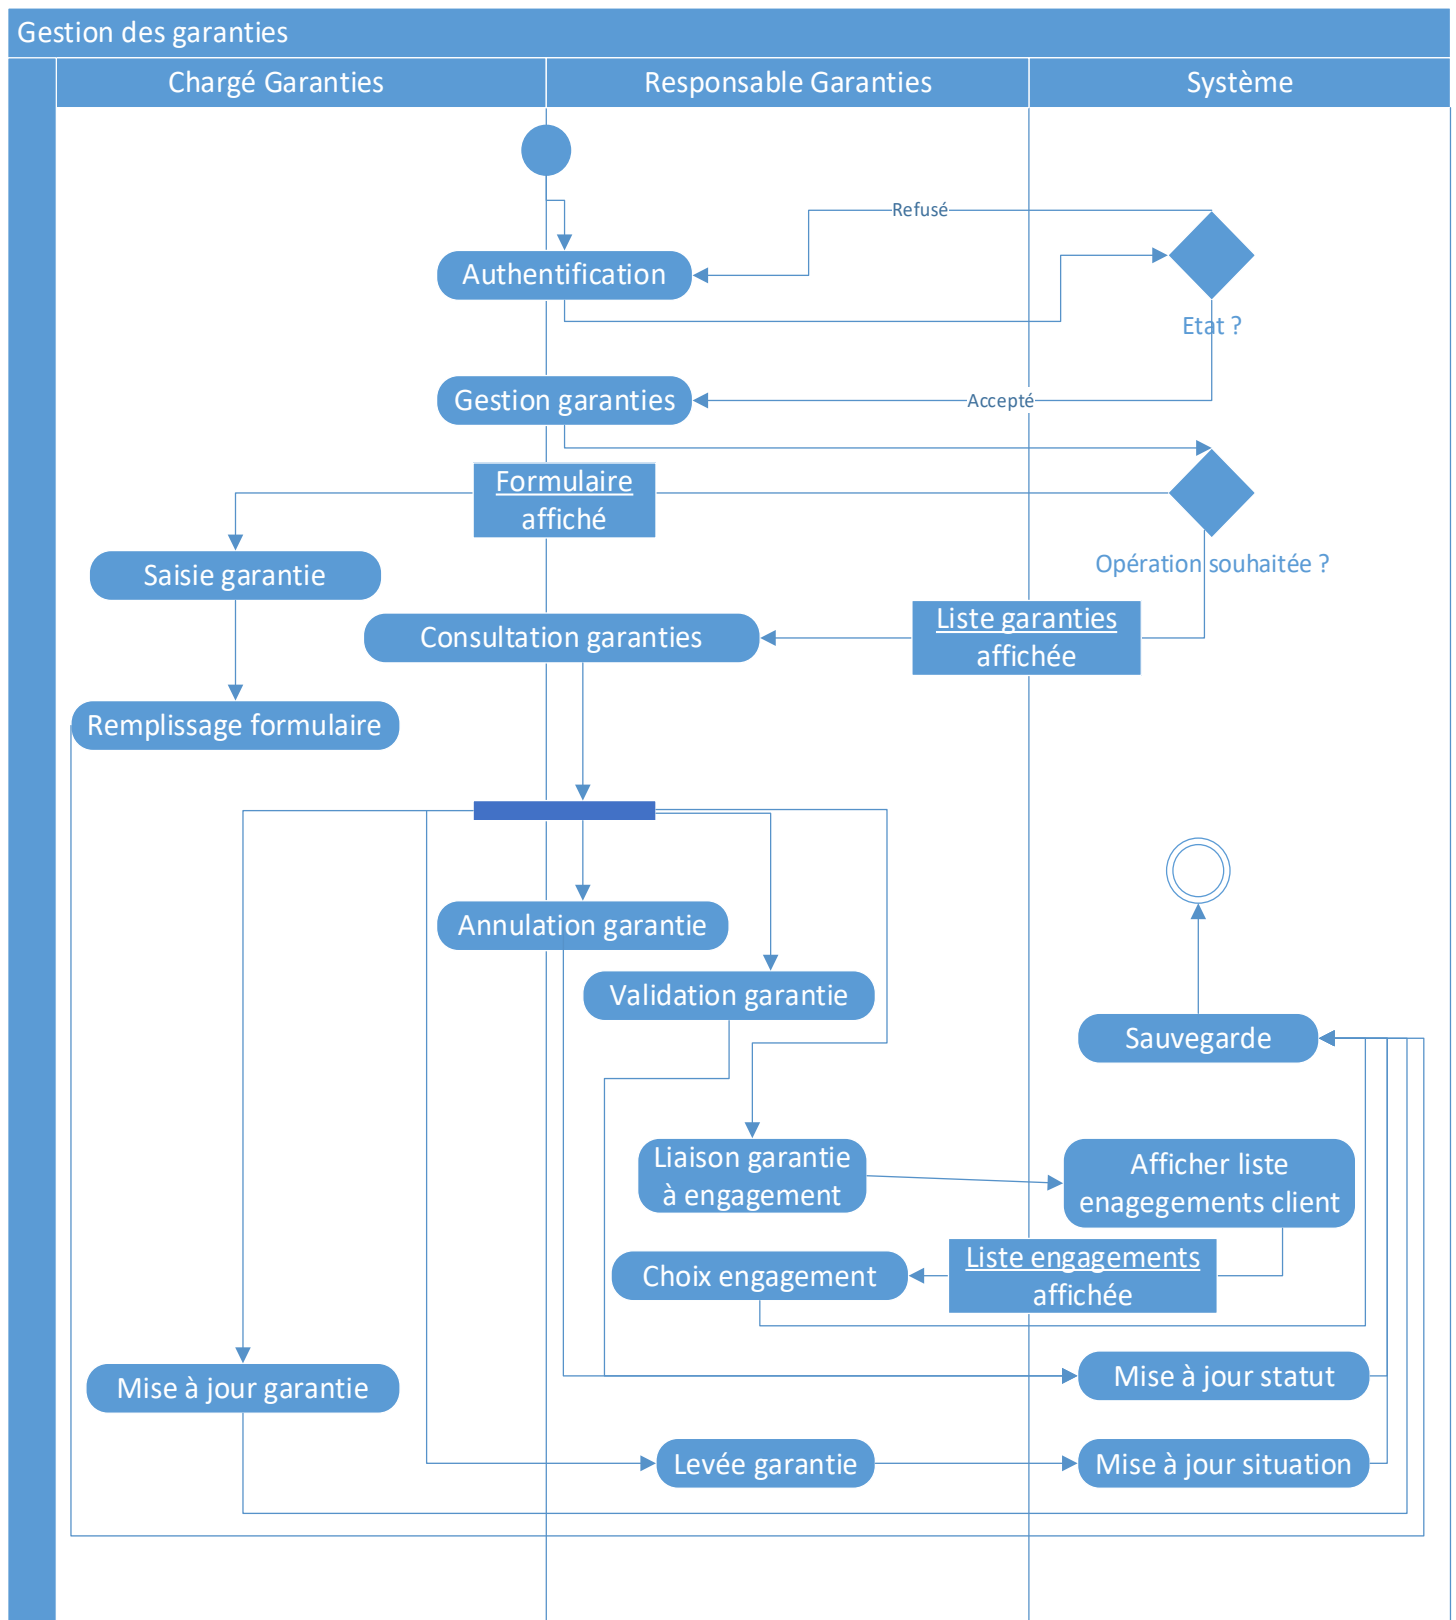 Gestion des garanties
Chargé Garanties
Responsable Garanties
Système
Refusé
Authentification
Etat ?
Gestion garanties
Accepté
Formulaire
affiché
Opération souhaitée ?
Saisie garantie
Liste garanties
affichée
Consultation garanties
Remplissage formulaire
Annulation garantie
Validation garantie
Sauvegarde
Liaison garantie
à engagement
Afficher liste
enagegements client
Liste engagements
affichée
Choix engagement
Mise à jour garantie
Mise à jour statut
Levée garantie
Mise à jour situation